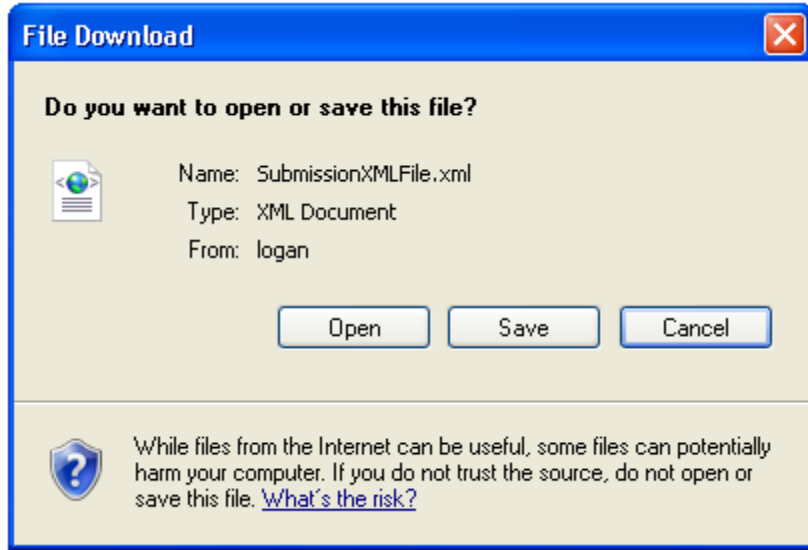 File Download
Do you want to open or save this file?
Name: SubmissionXMLFile.xml
Type: XML Document
From: logan
Open Save Cancel
While files from the Internet can be useful, some files can potentially
harm your computer. If you do not trust the source, do not open or
save this file. What's the risk?